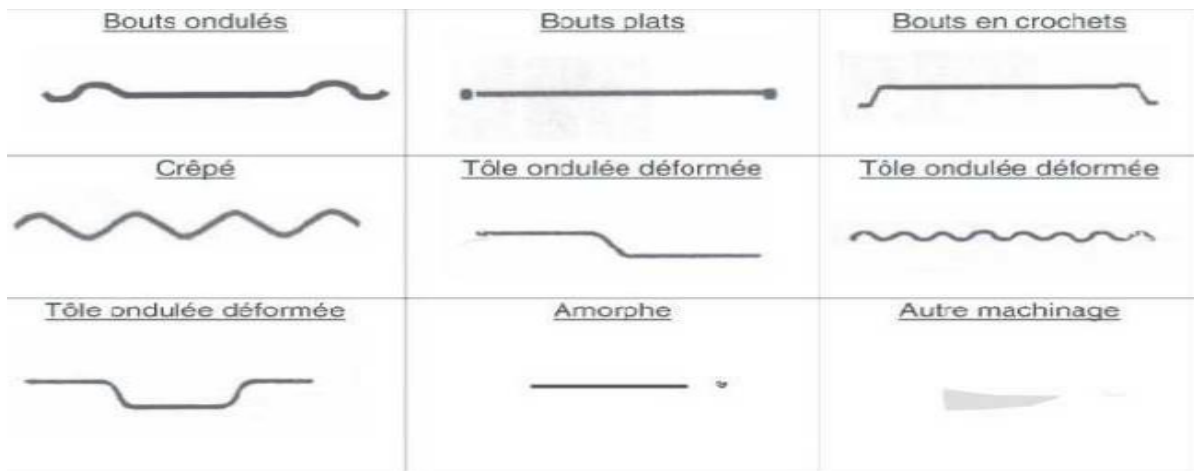 Bouts ondulés
Bouts plats
Bouts en crochets
Crêpé
Tôle ondulée déformée
Tôle ondulée déformée
Tôle ondulée déformée
Amorphe
Autre machinage